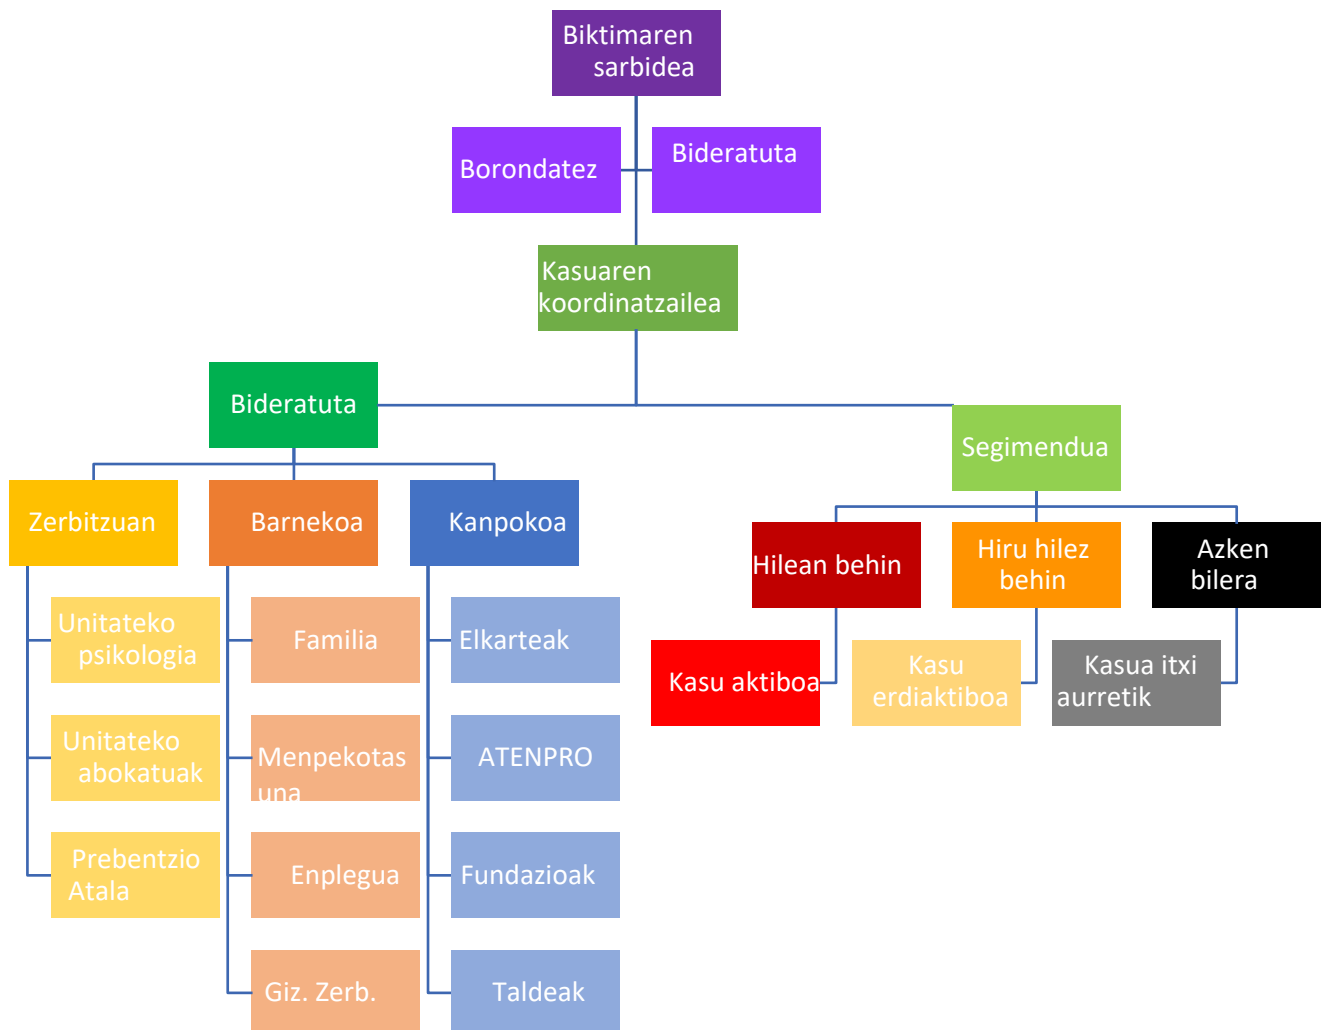 Biktimaren
sarbidea
Borondatez
Bideratuta
Kasuaren
koordinatzailea
Bideratuta
Segimendua
Zerbitzuan
Barnekoa
Kanpokoa
Hilean behin
Hiru hilez
behin
Azken
bilera
Unitateko
psikologia
Familia
Elkarteak
Kasu aktiboa
Kasu
erdiaktiboa
Kasua itxi
aurretik
Unitateko
abokatuak
Menpekotas
una
ATENPRO
Prebentzio
Atala
Enplegua
Fundazioak
Giz. Zerb.
Taldeak